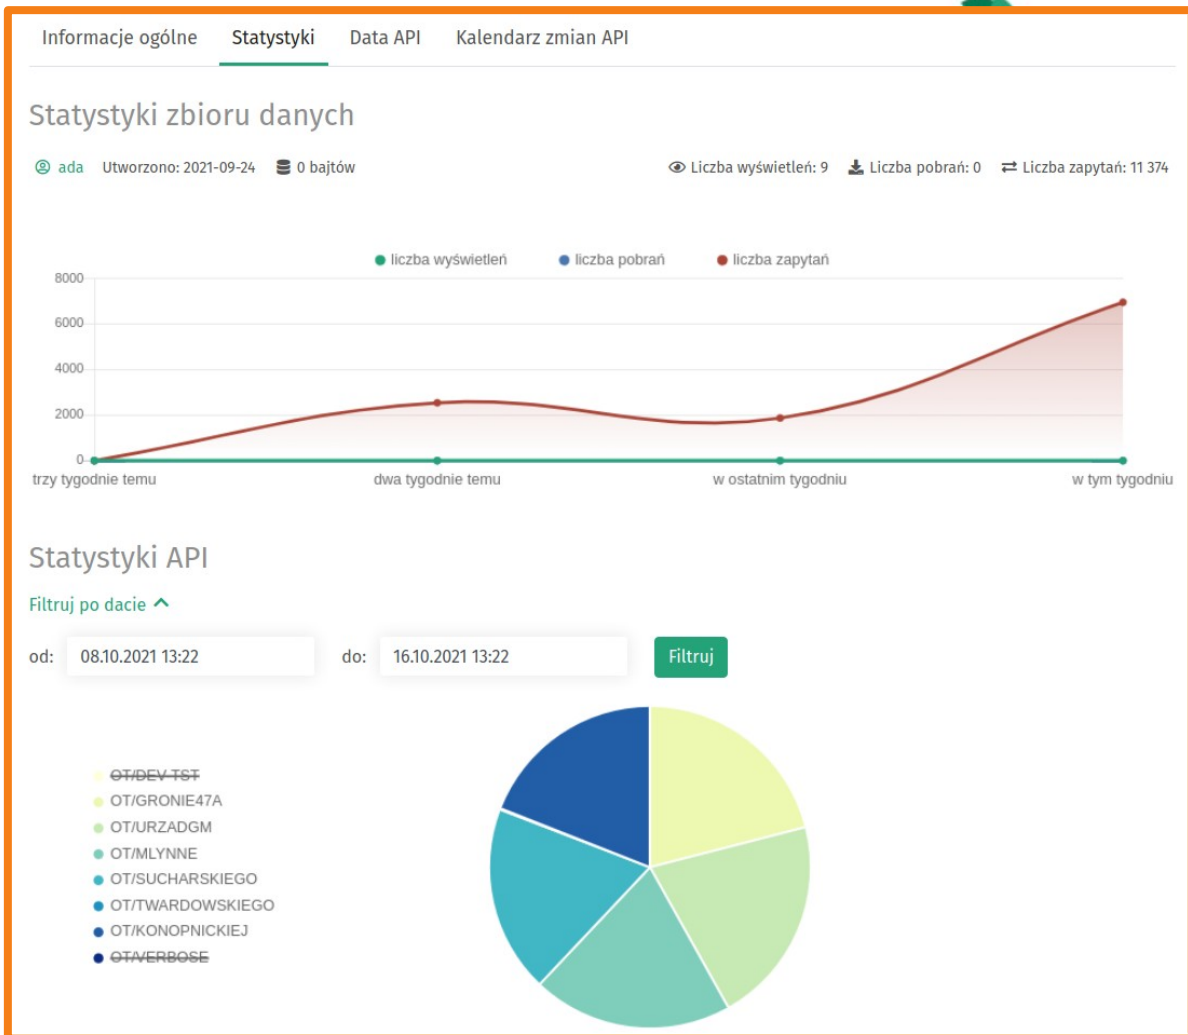 Informacje ogólne Statystyki Data API Kalendarz zmian API
Statystyki zbioru danych
ada Utworzono: 2021-09-24 0 bajtów Liczba wyświetleń: 9 Liczba pobrań: 0 Liczba zapytań: 11 374
liczba wyświetleń liczba pobrań liczba zapytań
8000
6000
4000
2000
0
trzy tygodnie temu dwa tygodnie temu w ostatnim tygodniu w tym tygodniu
Statystyki API
Filtruj po dacie
od: 08.10.2021 13:22 do: 16.10.2021 13:22 Filtruj
OT/DEV-TST
OT/GRONIE47A
OT/URZADGM
OT/MLYNNE
OT/SUCHARSKIEGO
OT/TWARDOWSKIEGO
OT/KONOPNICKIEJ
OT/VERBOSE